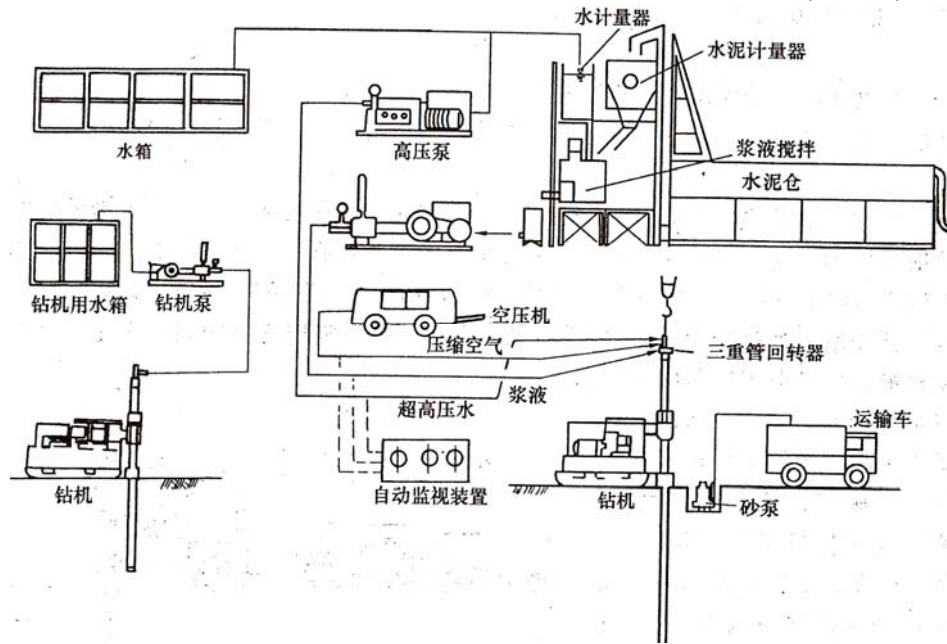 水计量器
水泥计量器
水箱
高压泵
浆液搅拌
水泥仓
钻机用水箱
钻机泵
空压机
压缩空气
三重管回转器
浆液
超高压水
运输车
钻机
自动监视装置
钻机
砂泵